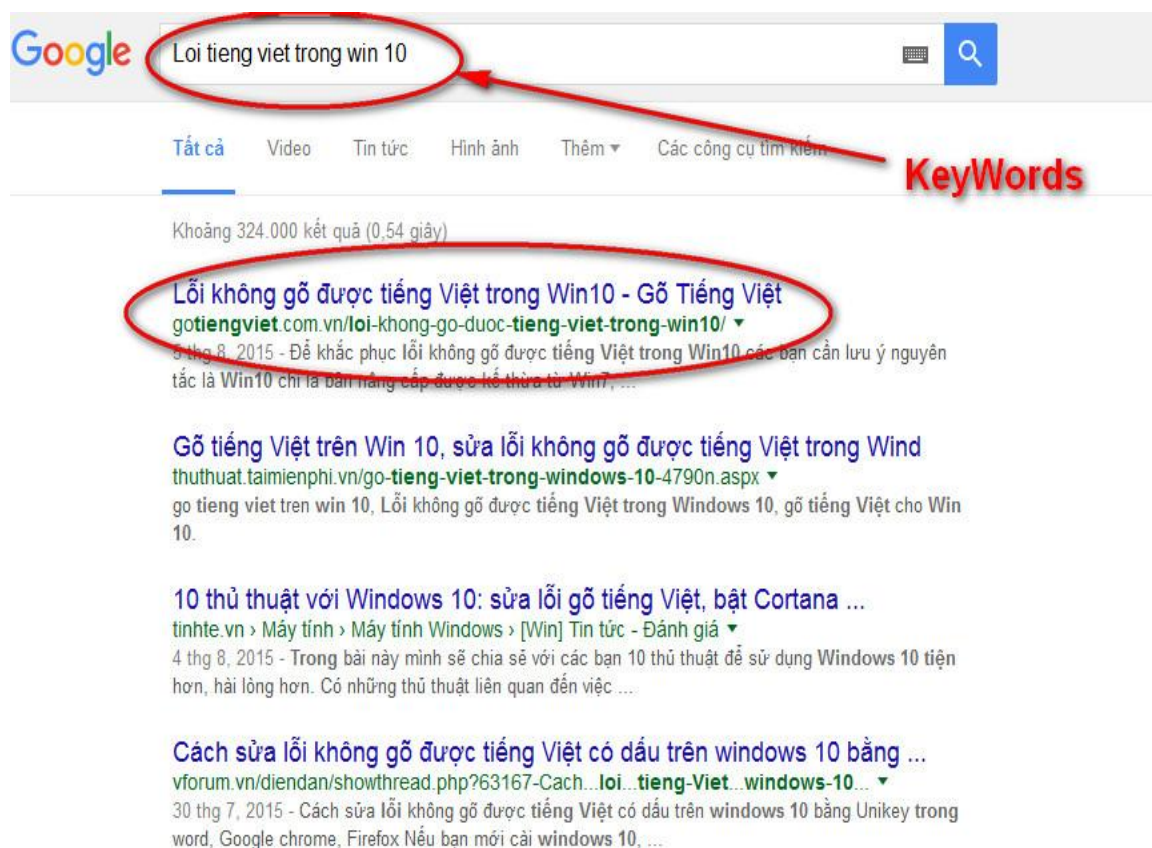 Google
Loi tieng viet trong win 10
Tất cả Video Tin tức Hình ảnh Thêm Các công cụ tìm kiếm
KeyWords
Khoảng 324.000 kết quả (0,54 giây)
Lỗi không gõ được tiếng Việt trong Win10 - Gõ Tiếng Việt
gotiengviet.com.vn/loi-khong-go-duoc-tieng-viet-trong-win10/
5 thg 8, 2015 - Để khắc phục lỗi không gõ được tiếng Việt trong Win10 các bạn cần lưu ý nguyên
tắc là Win10 chỉ là bản nâng cấp được kế thừa từ Win7, ...
Gõ tiếng Việt trên Win 10, sửa lỗi không gõ được tiếng Việt trong Wind
thuthuat.taimienphi.vn/go-tieng-viet-trong-windows-10-4790n.aspx
go tieng viet tren win 10, Lỗi không gõ được tiếng Việt trong Windows 10, gõ tiếng Việt cho Win
10.
10 thủ thuật với Windows 10: sửa lỗi gõ tiếng Việt, bật Cortana ...
tinhte.vn › Máy tính › Máy tính Windows › [Win] Tin tức - Đánh giá
4 thg 8, 2015 - Trong bài này mình sẽ chia sẻ với các bạn 10 thủ thuật để sử dụng Windows 10 tiện
hơn, hài lòng hơn. Có những thủ thuật liên quan đến việc ...
Cách sửa lỗi không gõ được tiếng Việt có dấu trên windows 10 bằng ...
vforum.vn/diendan/showthread.php?63167-Cach...loi...tieng-Viet...windows-10...
30 thg 7, 2015 - Cách sửa lỗi không gõ được tiếng Việt có dấu trên windows 10 bằng Unikey trong
word, Google chrome, Firefox Nếu bạn mới cài windows 10, ...